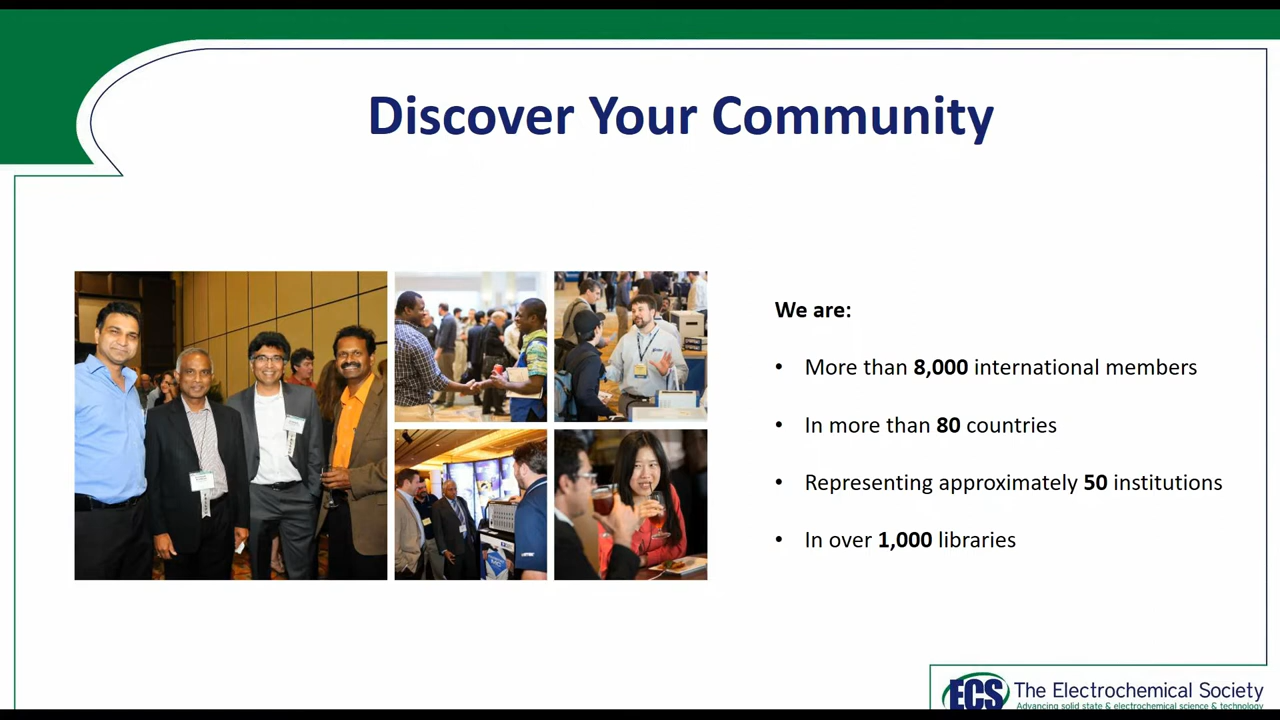 Discover Your Community
We are:
• More than 8,000 international members
• In more than 80 countries
• Representing approximately 50 institutions
• In over 1,000 libraries
ECS The Electrochemical Society
Advancing solid state & electrochemical science & technology